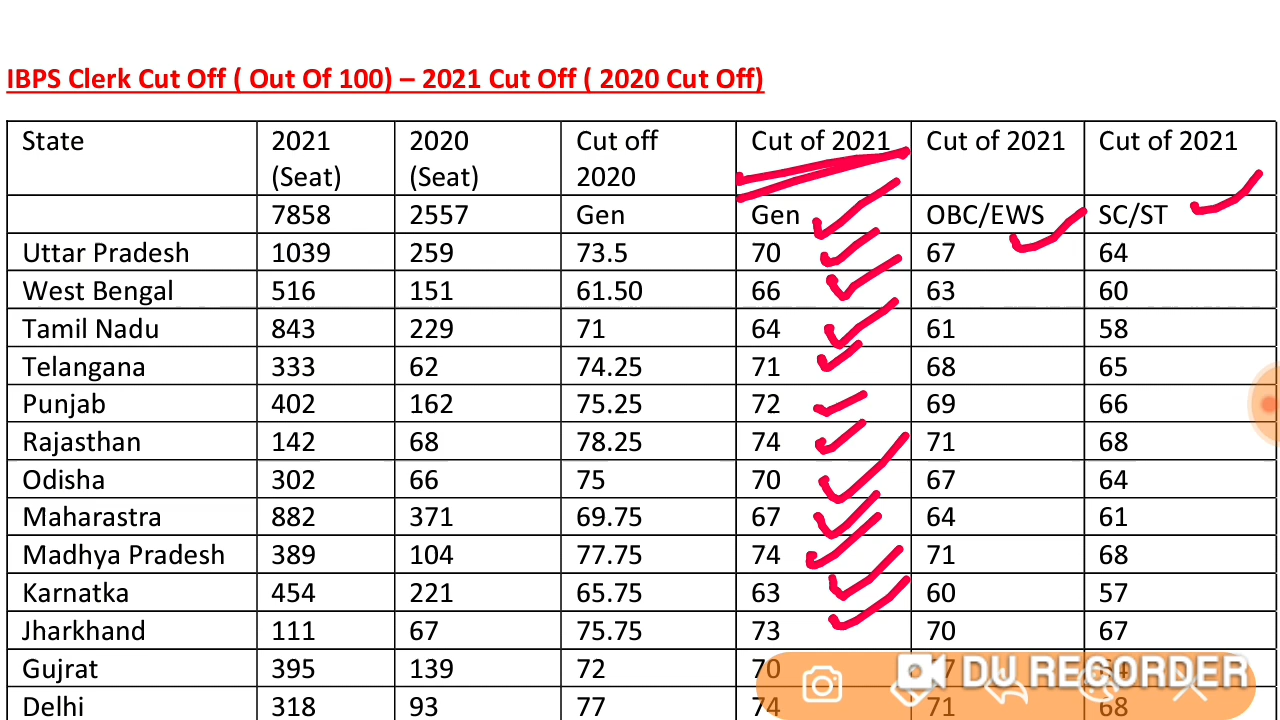 IBPS Clerk Cut Off ( Out Of 100) – 2021 Cut Off ( 2020 Cut Off)
State 2021 (Seat) 2020 (Seat) Cut off 2020 Cut of 2021 Cut of 2021 Cut of 2021
7858 2557 Gen Gen OBC/EWS SC/ST
Uttar Pradesh 1039 259 73.5 70 67 64
West Bengal 516 151 61.50 66 63 60
Tamil Nadu 843 229 71 64 61 58
Telangana 333 62 74.25 71 68 65
Punjab 402 162 75.25 72 69 66
Rajasthan 142 68 78.25 74 71 68
Odisha 302 66 75 70 67 64
Maharastra 882 371 69.75 67 64 61
Madhya Pradesh 389 104 77.75 74 71 68
Karnatka 454 221 65.75 63 60 57
Jharkhand 111 67 75.75 73 70 67
Gujrat 395 139 72 70
Delhi 318 93 77 74 71 68
DU RECORDER